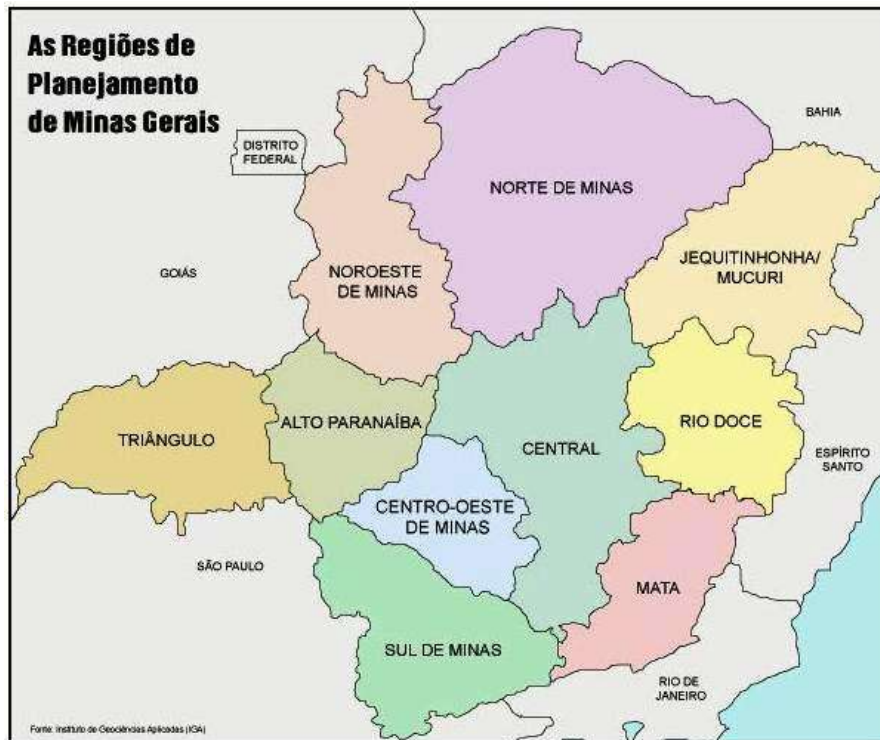 As Regiões de
Planejamento
de Minas Gerais
DISTRITO
FEDERAL
BAHIA
NORTE DE MINAS
JEQUITINHONHA/
MUCURI
GOIÁS
NOROESTE
DE MINAS
TRIÂNGULO
ALTO PARANAÍBA
CENTRAL
RIO DOCE
ESPÍRITO
SANTO
CENTRO-OESTE
DE MINAS
SÃO PAULO
MATA
SUL DE MINAS
RIO DE
JANEIRO
Fonte: Instituto de Geociências Aplicadas (IGA)